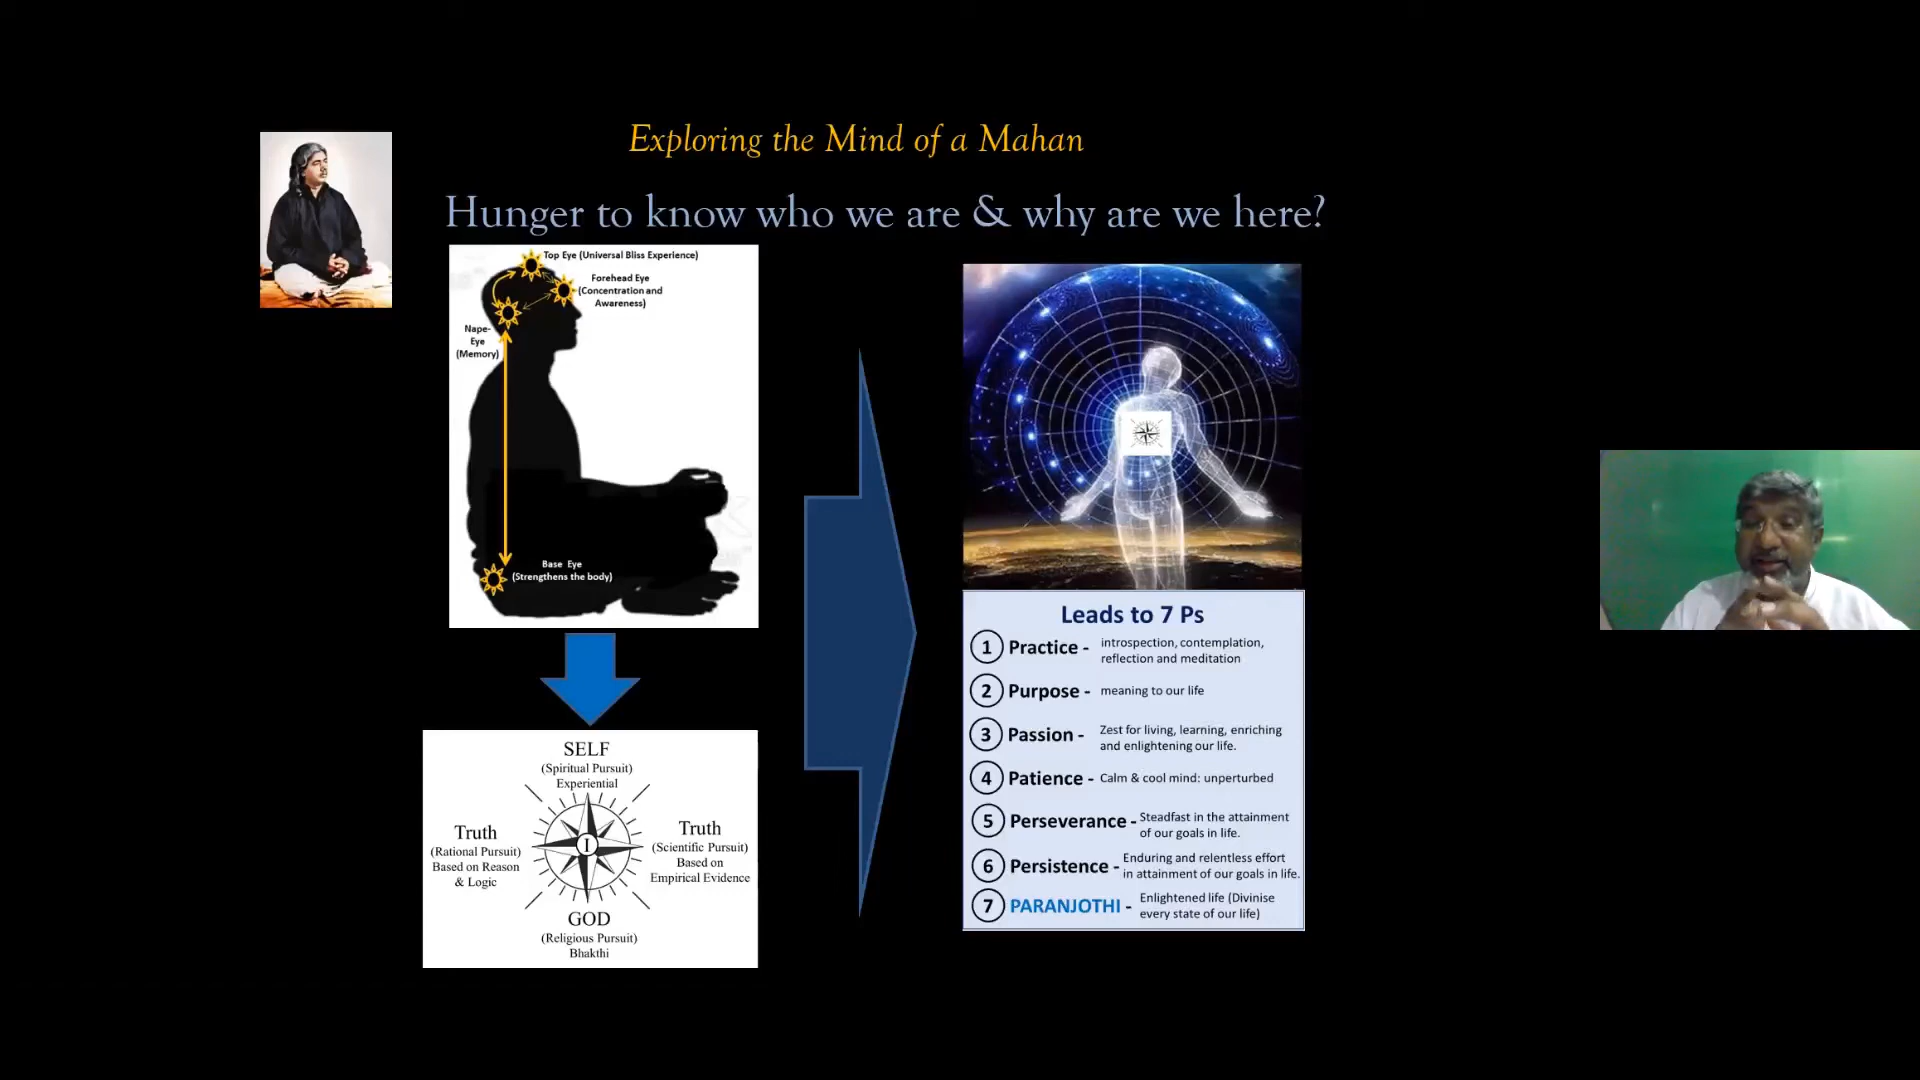 Exploring the Mind of a Mahan
Hunger to know who we are & why are we here?
Top Eye (Universal Bliss Experience)
Forehead Eye
(Concentration and
Awareness)
Nape-
Eye
(Memory)
Base Eye
(Strengthens the body)
SELF
(Spiritual Pursuit)
Experiential
Truth
(Rational Pursuit)
Based on Reason
& Logic
I
Truth
(Scientific Pursuit)
Based on
Empirical Evidence
GOD
(Religious Pursuit)
Bhakthi
Leads to 7 Ps
1 Practice - introspection, contemplation,
reflection and meditation
2 Purpose - meaning to our life
3 Passion - Zest for living, learning, enriching
and enlightening our life.
4 Patience - Calm & cool mind: unperturbed
5 Perseverance - Steadfast in the attainment
of our goals in life.
6 Persistence - Enduring and relentless effort
in attainment of our goals in life.
7 PARANJOTHI - Enlightened life (Divinise
every state of our life)